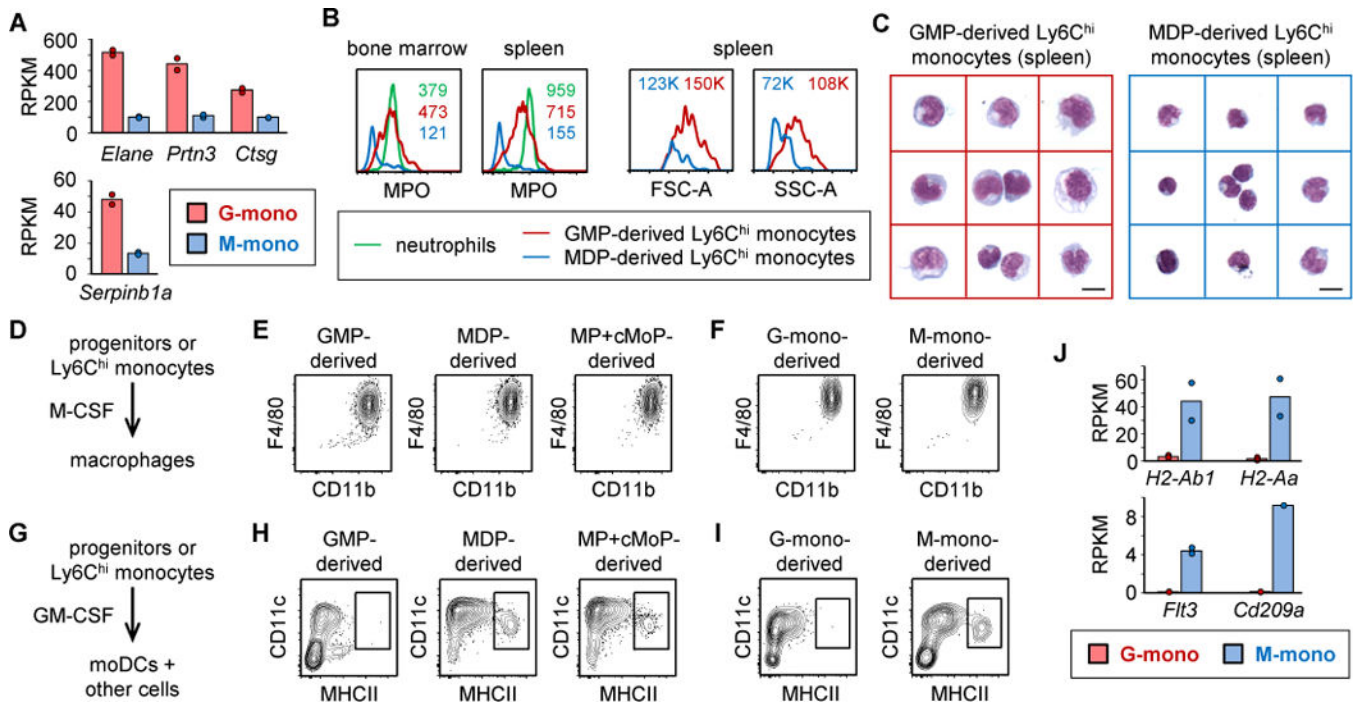 A
RPKM
600
400
200
0
Elane Prtn3 Ctsg
RPKM
60
40
20
0
Serpinb1a
G-mono
M-mono
B
bone marrow
spleen
spleen
379
473
121
959
715
155
123K 150K
72K 108K
MPO
MPO
FSC-A
SSC-A
neutrophils
GMP-derived Ly6Chi monocytes
MDP-derived Ly6Chi monocytes
C
GMP-derived Ly6Chi
monocytes (spleen)
MDP-derived Ly6Chi
monocytes (spleen)
D
progenitors or
Ly6Chi monocytes
M-CSF
macrophages
E
GMP-
derived
MDP-
derived
MP+cMoP-
derived
F4/80
F4/80
F4/80
CD11b
CD11b
CD11b
F
G-mono-
derived
M-mono-
derived
F4/80
F4/80
CD11b
CD11b
G
progenitors or
Ly6Chi monocytes
GM-CSF
moDCs +
other cells
H
GMP-
derived
MDP-
derived
MP+cMoP-
derived
CD11c
CD11c
CD11c
MHCII
MHCII
MHCII
I
G-mono-
derived
M-mono-
derived
CD11c
CD11c
MHCII
MHCII
J
RPKM
60
40
20
0
H2-Ab1 H2-Aa
RPKM
8
4
0
Flt3 Cd209a
G-mono
M-mono